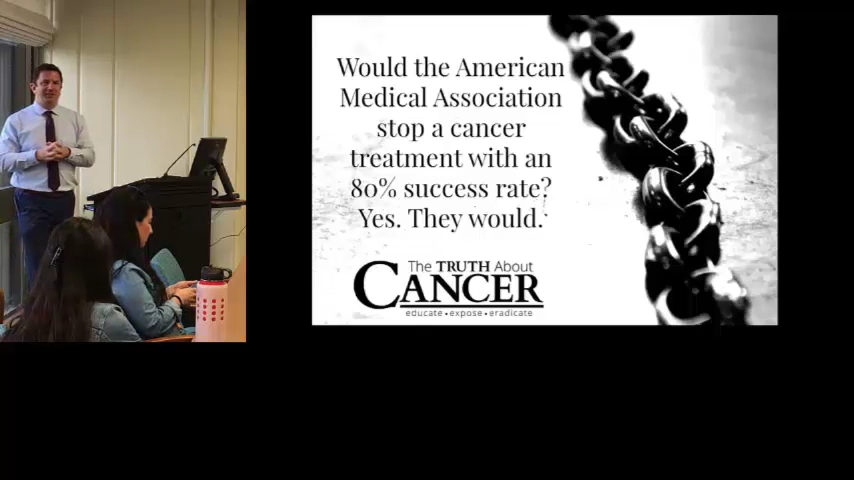 Would the American
Medical Association
stop a cancer
treatment with an
80% success rate?
Yes. They would.
The TRUTH About
CANCER
educate • expose • eradicate